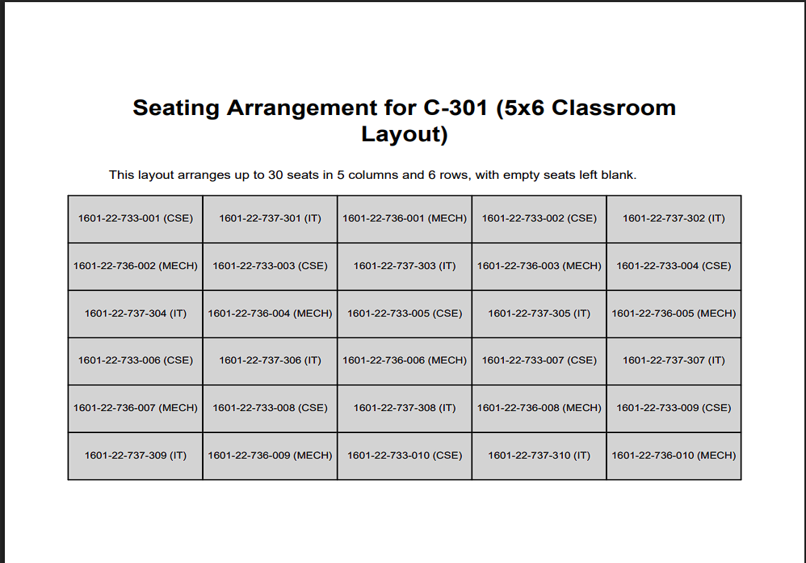 Seating Arrangement for C-301 (5x6 Classroom
Layout)
This layout arranges up to 30 seats in 5 columns and 6 rows, with empty seats left blank.
1601-22-733-001 (CSE) 1601-22-737-301 (IT) 1601-22-736-001 (MECH) 1601-22-733-002 (CSE) 1601-22-737-302 (IT)
1601-22-736-002 (MECH) 1601-22-733-003 (CSE) 1601-22-737-303 (IT) 1601-22-736-003 (MECH) 1601-22-733-004 (CSE)
1601-22-737-304 (IT) 1601-22-736-004 (MECH) 1601-22-733-005 (CSE) 1601-22-737-305 (IT) 1601-22-736-005 (MECH)
1601-22-733-006 (CSE) 1601-22-737-306 (IT) 1601-22-736-006 (MECH) 1601-22-733-007 (CSE) 1601-22-737-307 (IT)
1601-22-736-007 (MECH) 1601-22-733-008 (CSE) 1601-22-737-308 (IT) 1601-22-736-008 (MECH) 1601-22-733-009 (CSE)
1601-22-737-309 (IT) 1601-22-736-009 (MECH) 1601-22-733-010 (CSE) 1601-22-737-310 (IT) 1601-22-736-010 (MECH)